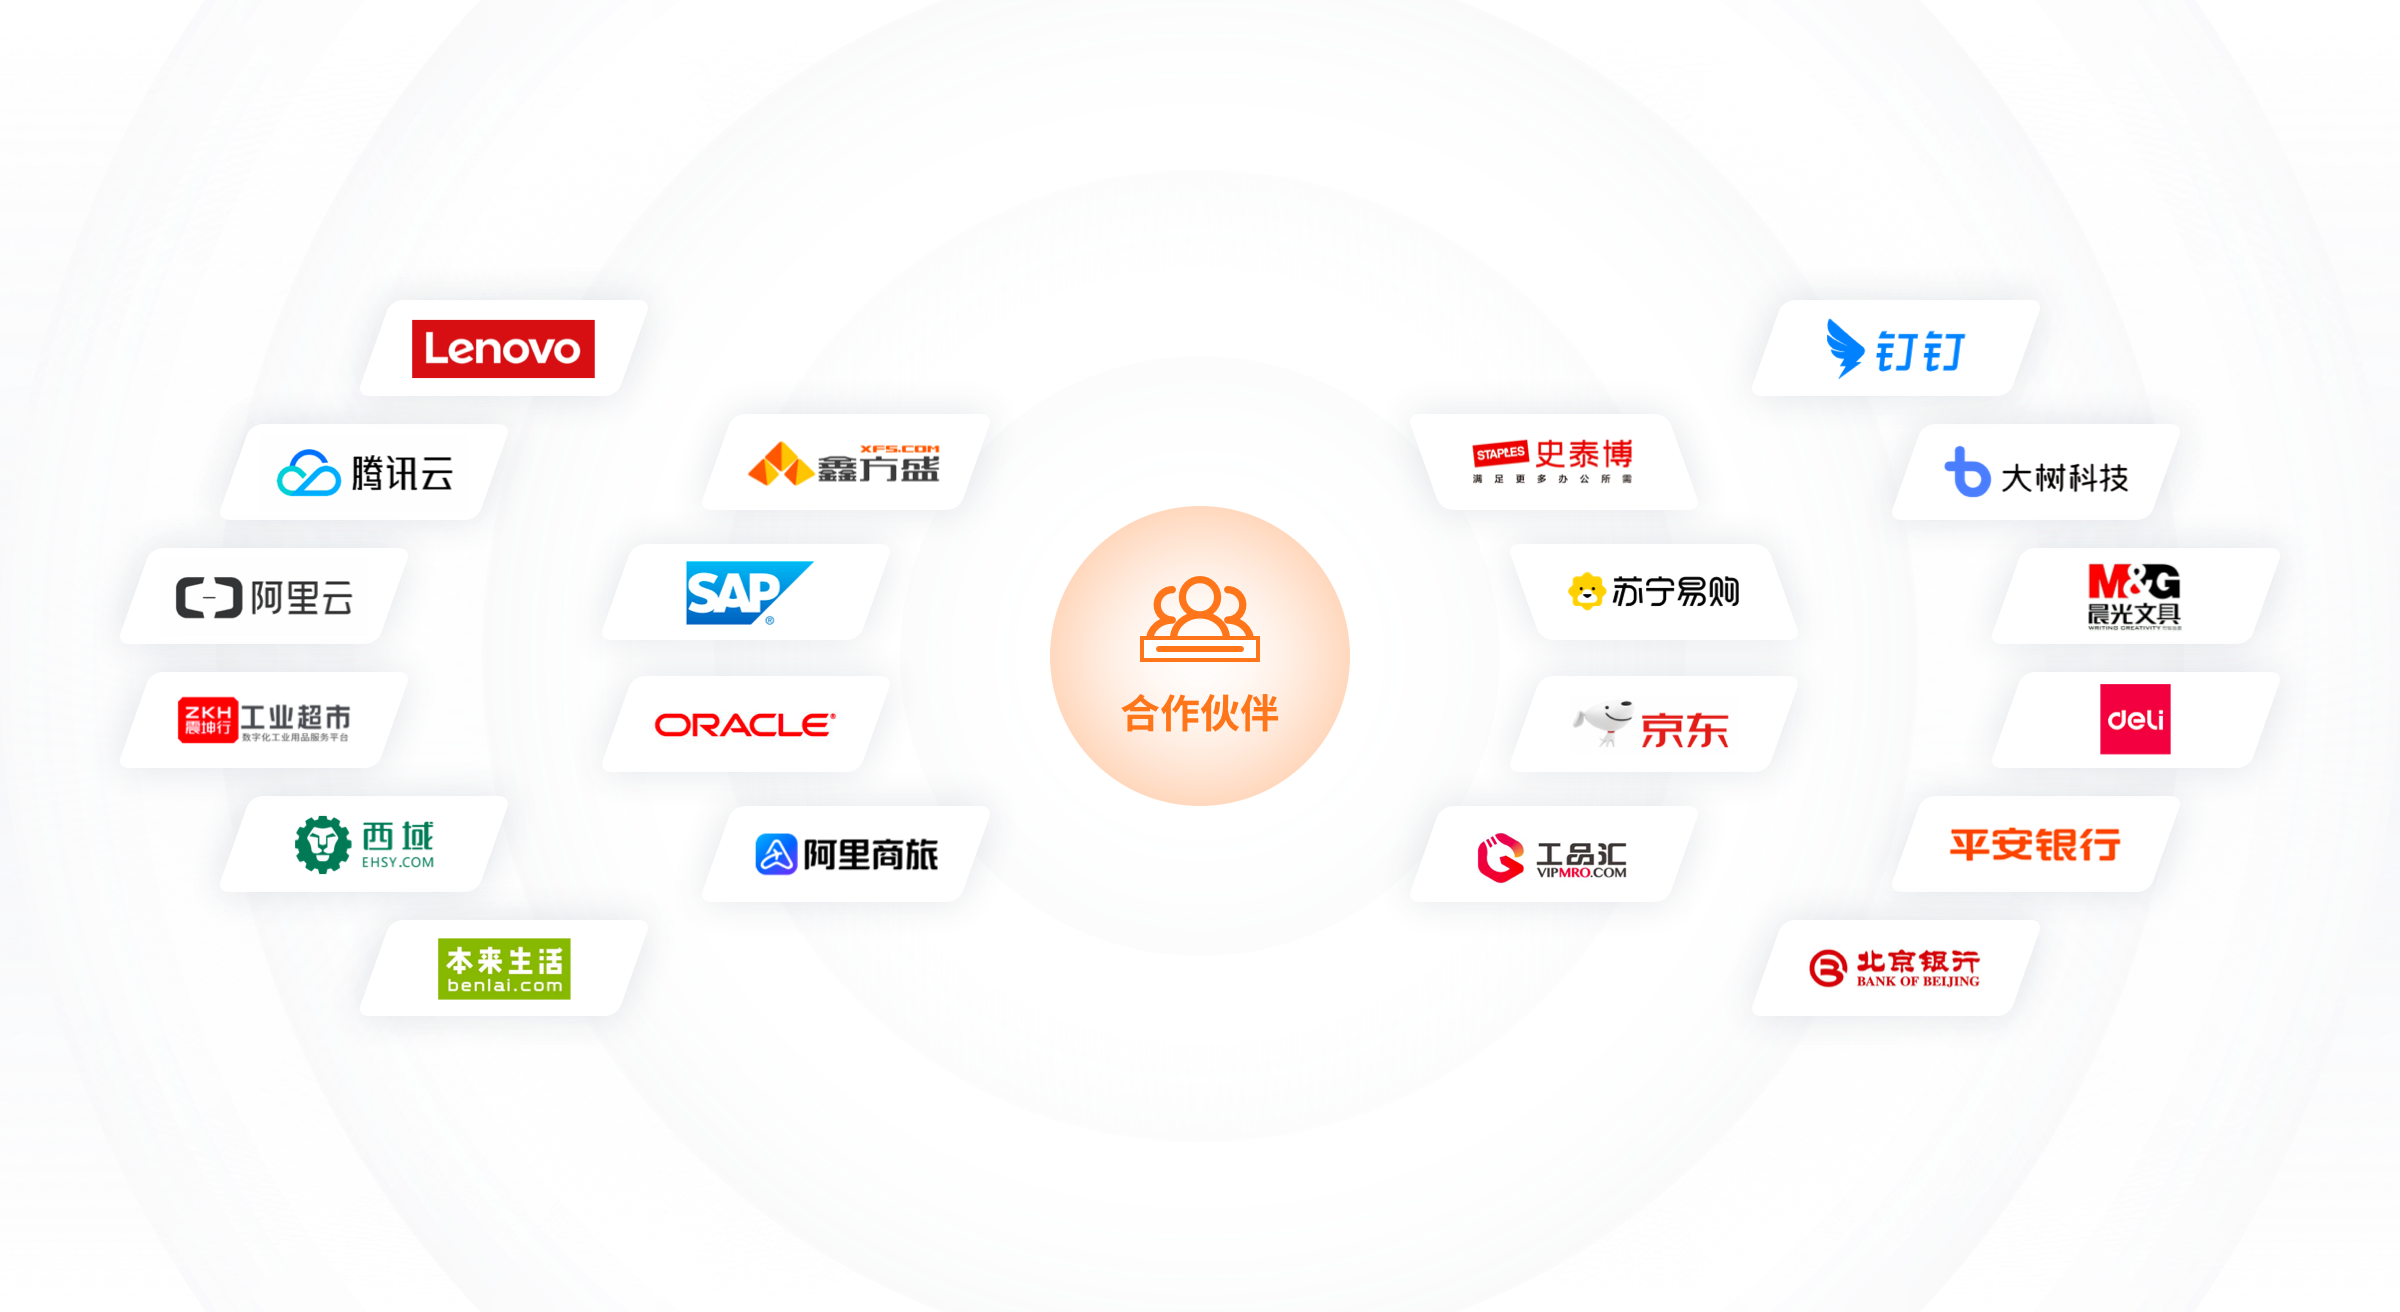 Lenovo
钉钉
腾讯云
XFS.COM
鑫方盛
STAPLES 史泰博
满足更多办公所需
大树科技
阿里云
SAP
®
苏宁易购
M&G
晨光文具
WRITING CREATIVITY
ZKH
震坤行
工业超市
数字化工业用品服务平台
ORACLE®
合作伙伴
京东
deli
西域
EHSY.COM
阿里商旅
工品汇
VIPMRO.COM
平安银行
本来生活
benlai.com
北京银行
BANK OF BEIJING